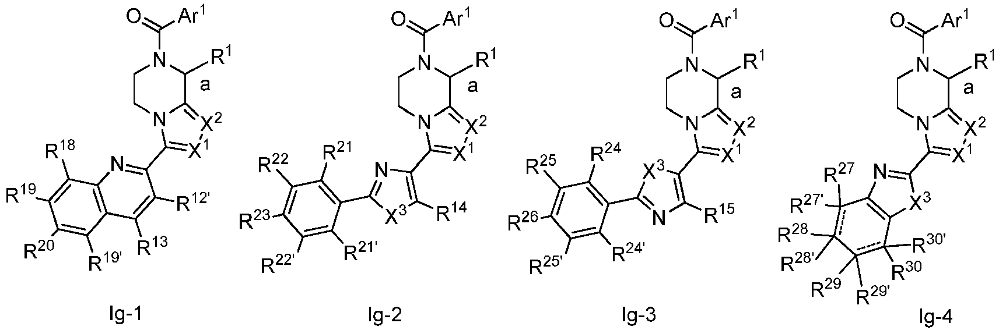 O Ar¹ O Ar¹ O Ar¹ O Ar¹
N R¹ N R¹ N R¹ N R¹
a a a a
N X² N X² N X² N X²
R¹⁸ N X¹ R²² R²¹ N X¹ R²⁵ R²⁴ X³ X¹ R²⁷ N X¹
R¹⁹ R¹²' R²³ X³ R¹⁴ R²⁶ N R¹⁵ R²⁷' X³
R²⁰ R¹⁹' R¹³ R²²' R²¹' R²⁵' R²⁴' R²⁸ R²⁸' R²⁹ R²⁹' R³⁰ R³⁰'
Ig-1 Ig-2 Ig-3 Ig-4